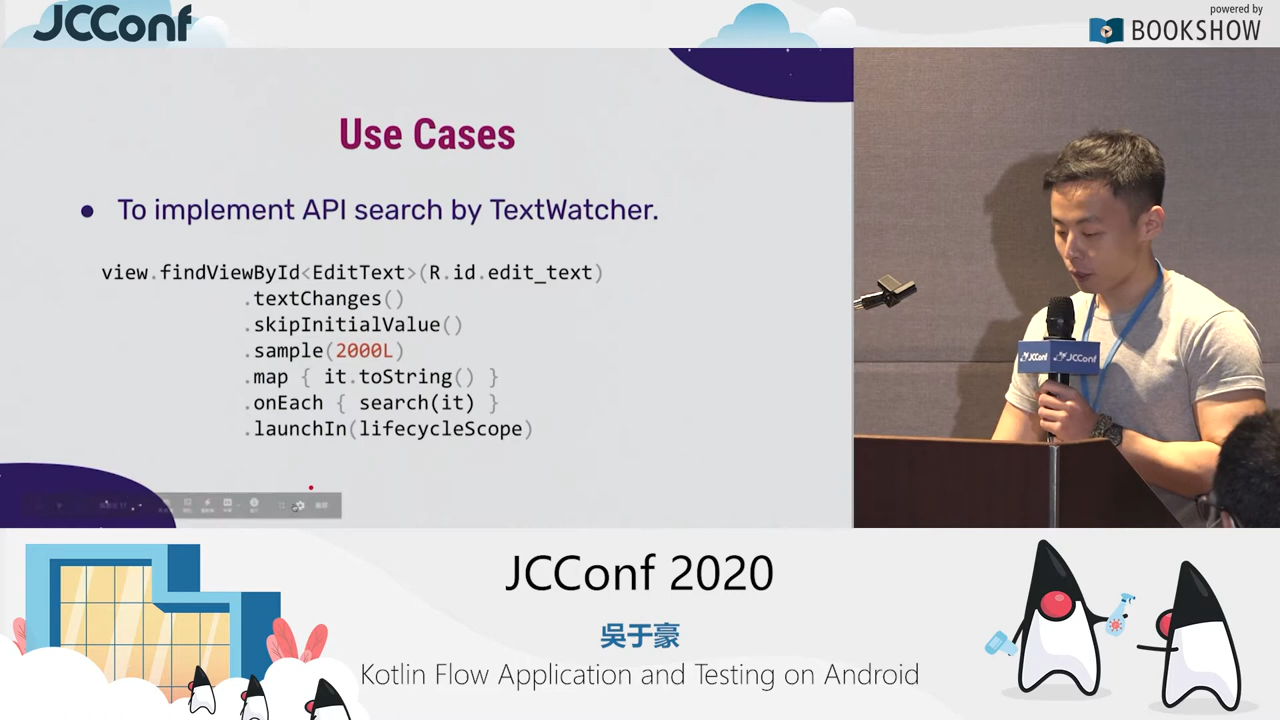 JCConf
powered by
BOOKSHOW
Use Cases
● To implement API search by TextWatcher.
view.findViewById<EditText>(R.id.edit_text)
.textChanges()
.skipInitialValue()
.sample(2000L)
.map { it.toString() }
.onEach { search(it) }
.launchIn(lifecycleScope)
JCConf JCConf
JCConf 2020
吳于豪
Kotlin Flow Application and Testing on Android